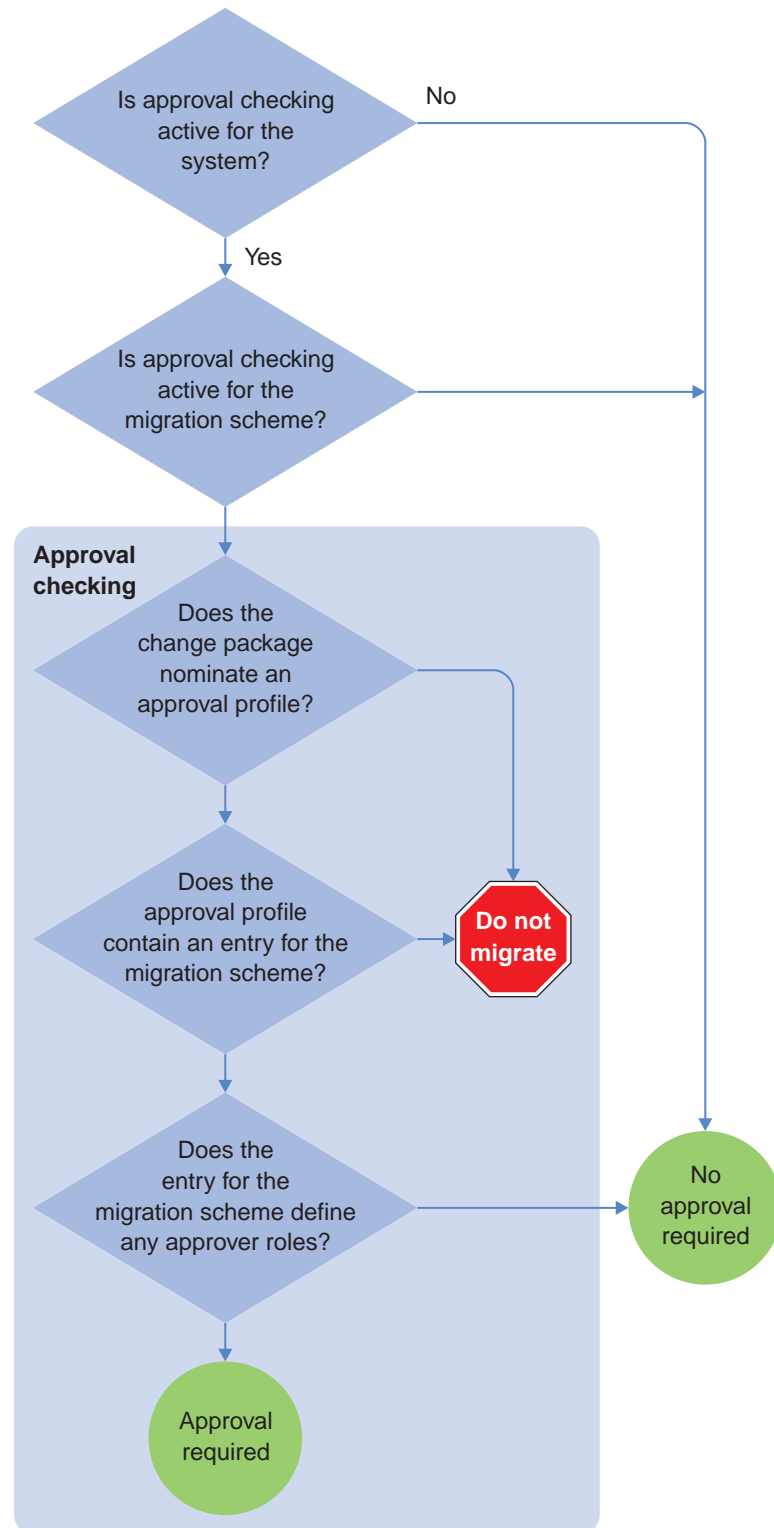 Is approval checking
active for the
system?
No
Yes
Is approval checking
active for the
migration scheme?
Approval
checking
Does the
change package
nominate an
approval profile?
Does the
approval profile
contain an entry for the
migration scheme?
Do not
migrate
Does the
entry for the
migration scheme define
any approver roles?
No
approval
required
Approval
required